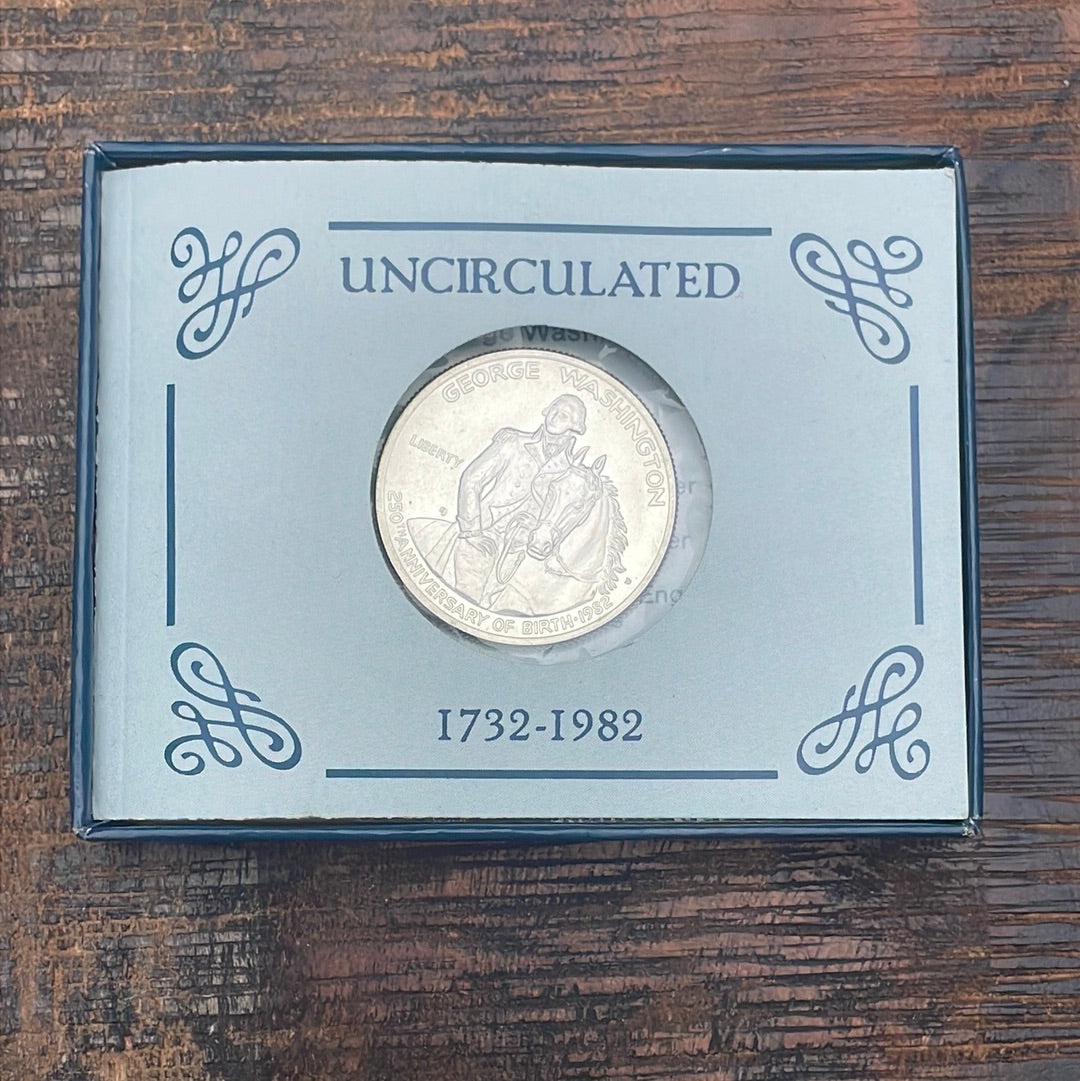 UNCIRCULATED
GEORGE WASHINGTON
LIBERTY
250TH ANNIVERSARY OF BIRTH·1982
1732-1982